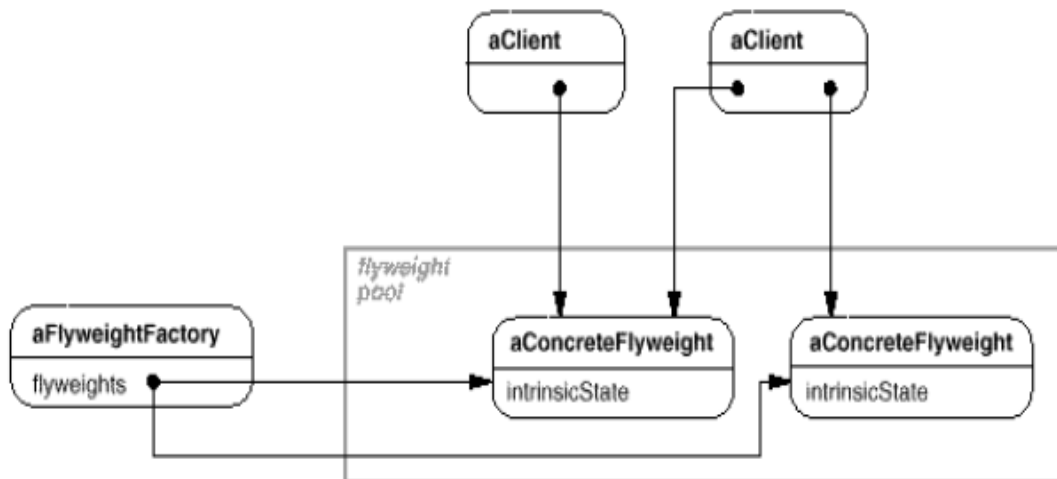 aClient
aClient
flyweight
pool
aFlyweightFactory
flyweights
aConcreteFlyweight
intrinsicState
aConcreteFlyweight
intrinsicState